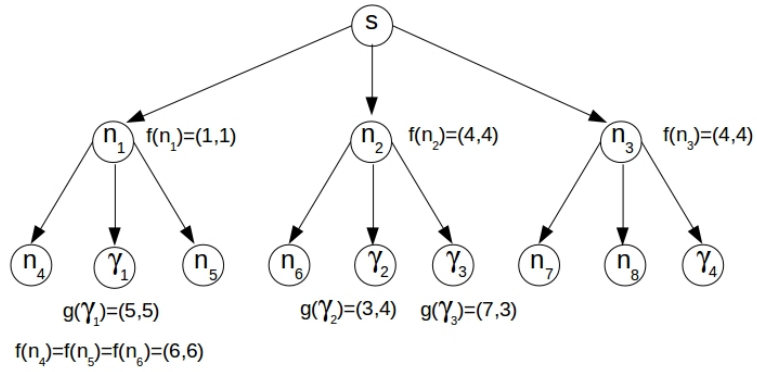 s
n₁ f(n₁)=(1,1) n₂ f(n₂)=(4,4) n₃ f(n₃)=(4,4)
n₄ γ₁ n₅ n₆ γ₂ γ₃ n₇ n₈ γ₄
g(γ₁)=(5,5) g(γ₂)=(3,4) g(γ₃)=(7,3)
f(n₄)=f(n₅)=f(n₆)=(6,6)